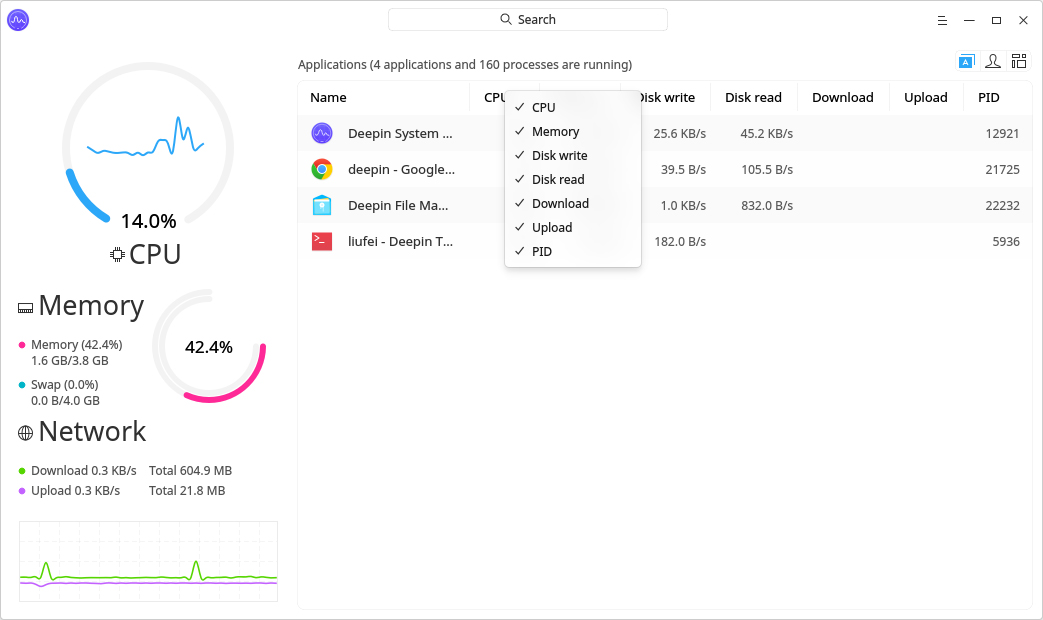 Search
Applications (4 applications and 160 processes are running)
Name CPU Disk write Disk read Download Upload PID
Deepin System ... 25.6 KB/s 45.2 KB/s 12921
deepin - Google... 39.5 B/s 105.5 B/s 21725
Deepin File Ma... 1.0 KB/s 832.0 B/s 22232
liufei - Deepin T... 182.0 B/s 5936
CPU
Memory
Disk write
Disk read
Download
Upload
PID
14.0%
CPU
Memory
Memory (42.4%)
1.6 GB/3.8 GB
Swap (0.0%)
0.0 B/4.0 GB
42.4%
Network
Download 0.3 KB/s Total 604.9 MB
Upload 0.3 KB/s Total 21.8 MB